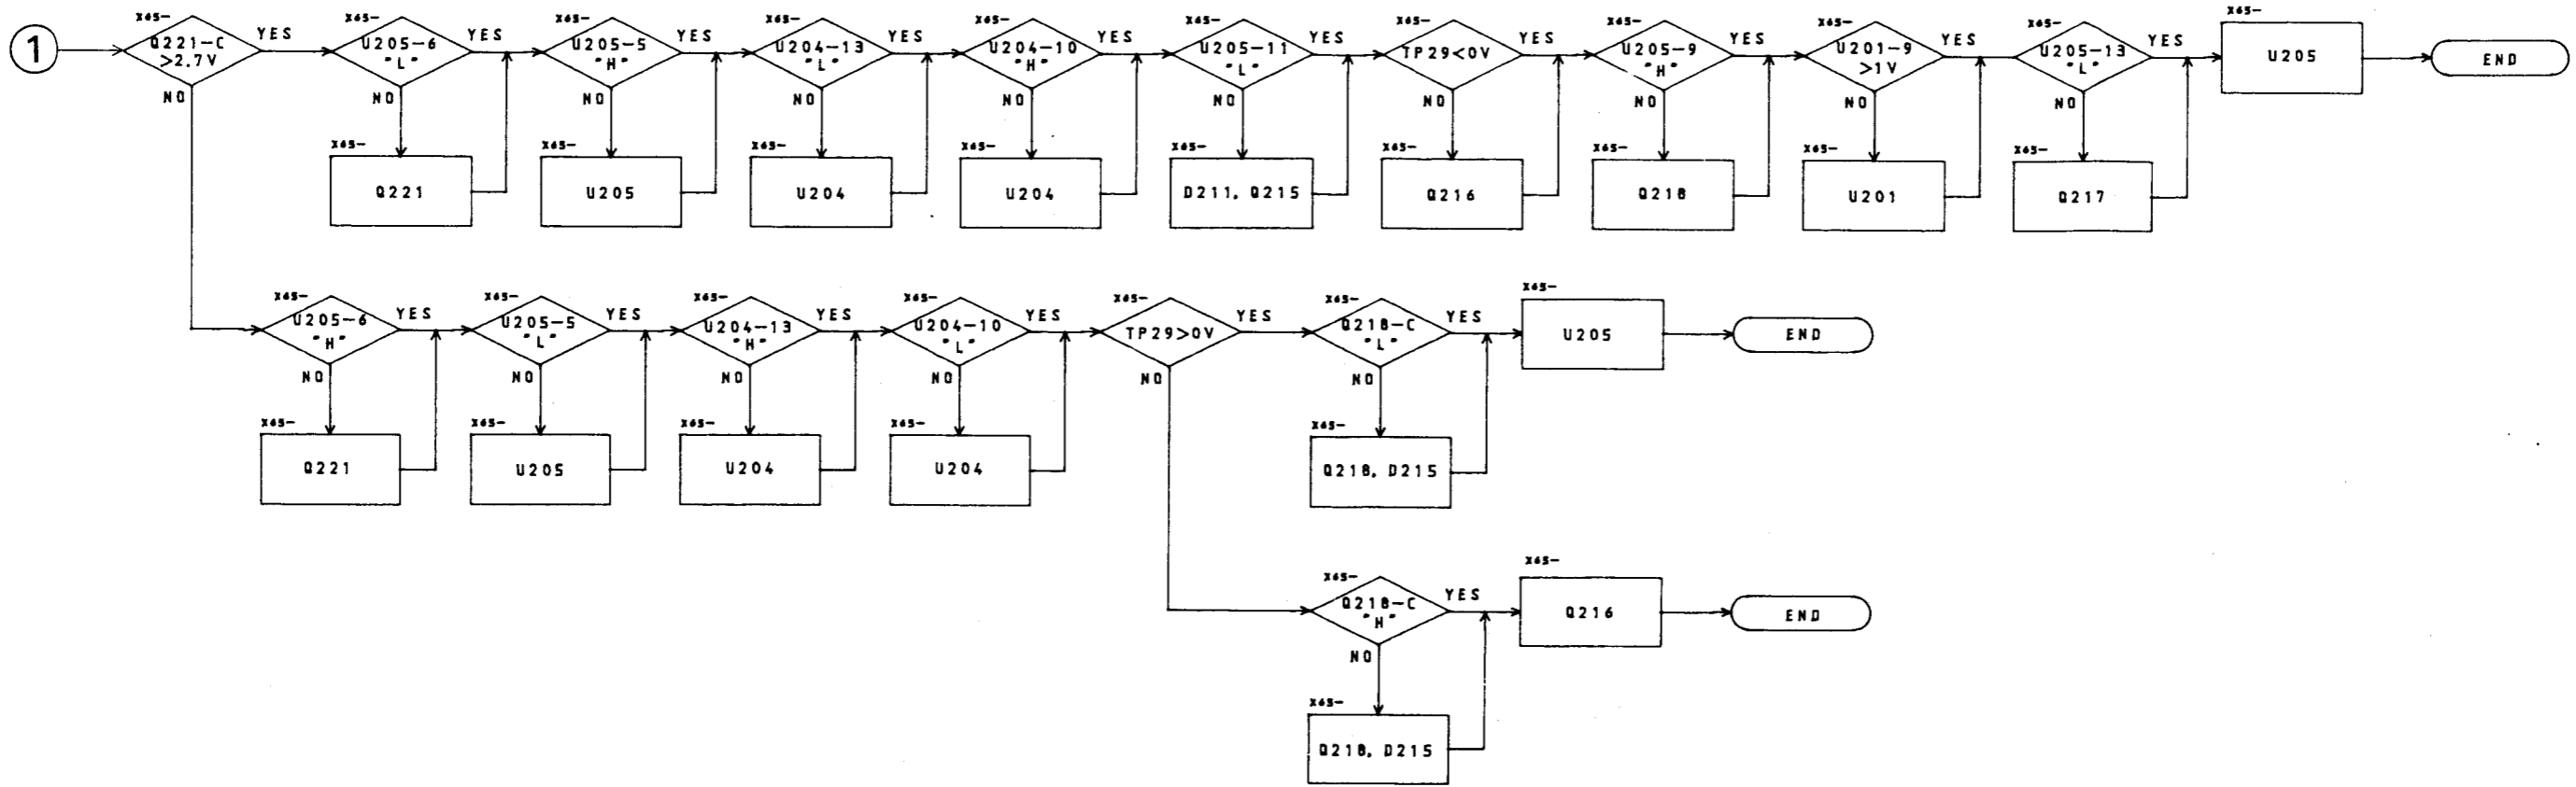 X65- X65- X65- X65- X65- X65- X65- X65- X65- X65- X65-
1 Q221-C >2.7V YES U205-6 "L" YES U205-5 "H" YES U204-13 "L" YES U204-10 "H" YES U205-11 "L" YES TP29<0V YES U205-9 "H" YES U201-9 >1V YES U205-13 "L" YES U205 END
NO NO NO NO NO NO NO NO NO NO
X65- X65- X65- X65- X65- X65- X65- X65- X65-
Q221 U205 U204 U204 D211, Q215 Q216 Q218 U201 Q217
X65- X65- X65- X65- X65- X65- X65-
U205-6 "H" YES U205-5 "L" YES U204-13 "H" YES U204-10 "L" YES TP29>0V YES Q218-C "L" YES U205 END
NO NO NO NO NO NO
X65- X65- X65- X65- X65-
Q221 U205 U204 U204 Q218, D215
X65- X65-
Q218-C "H" YES Q216 END
NO
X65-
Q218, D215